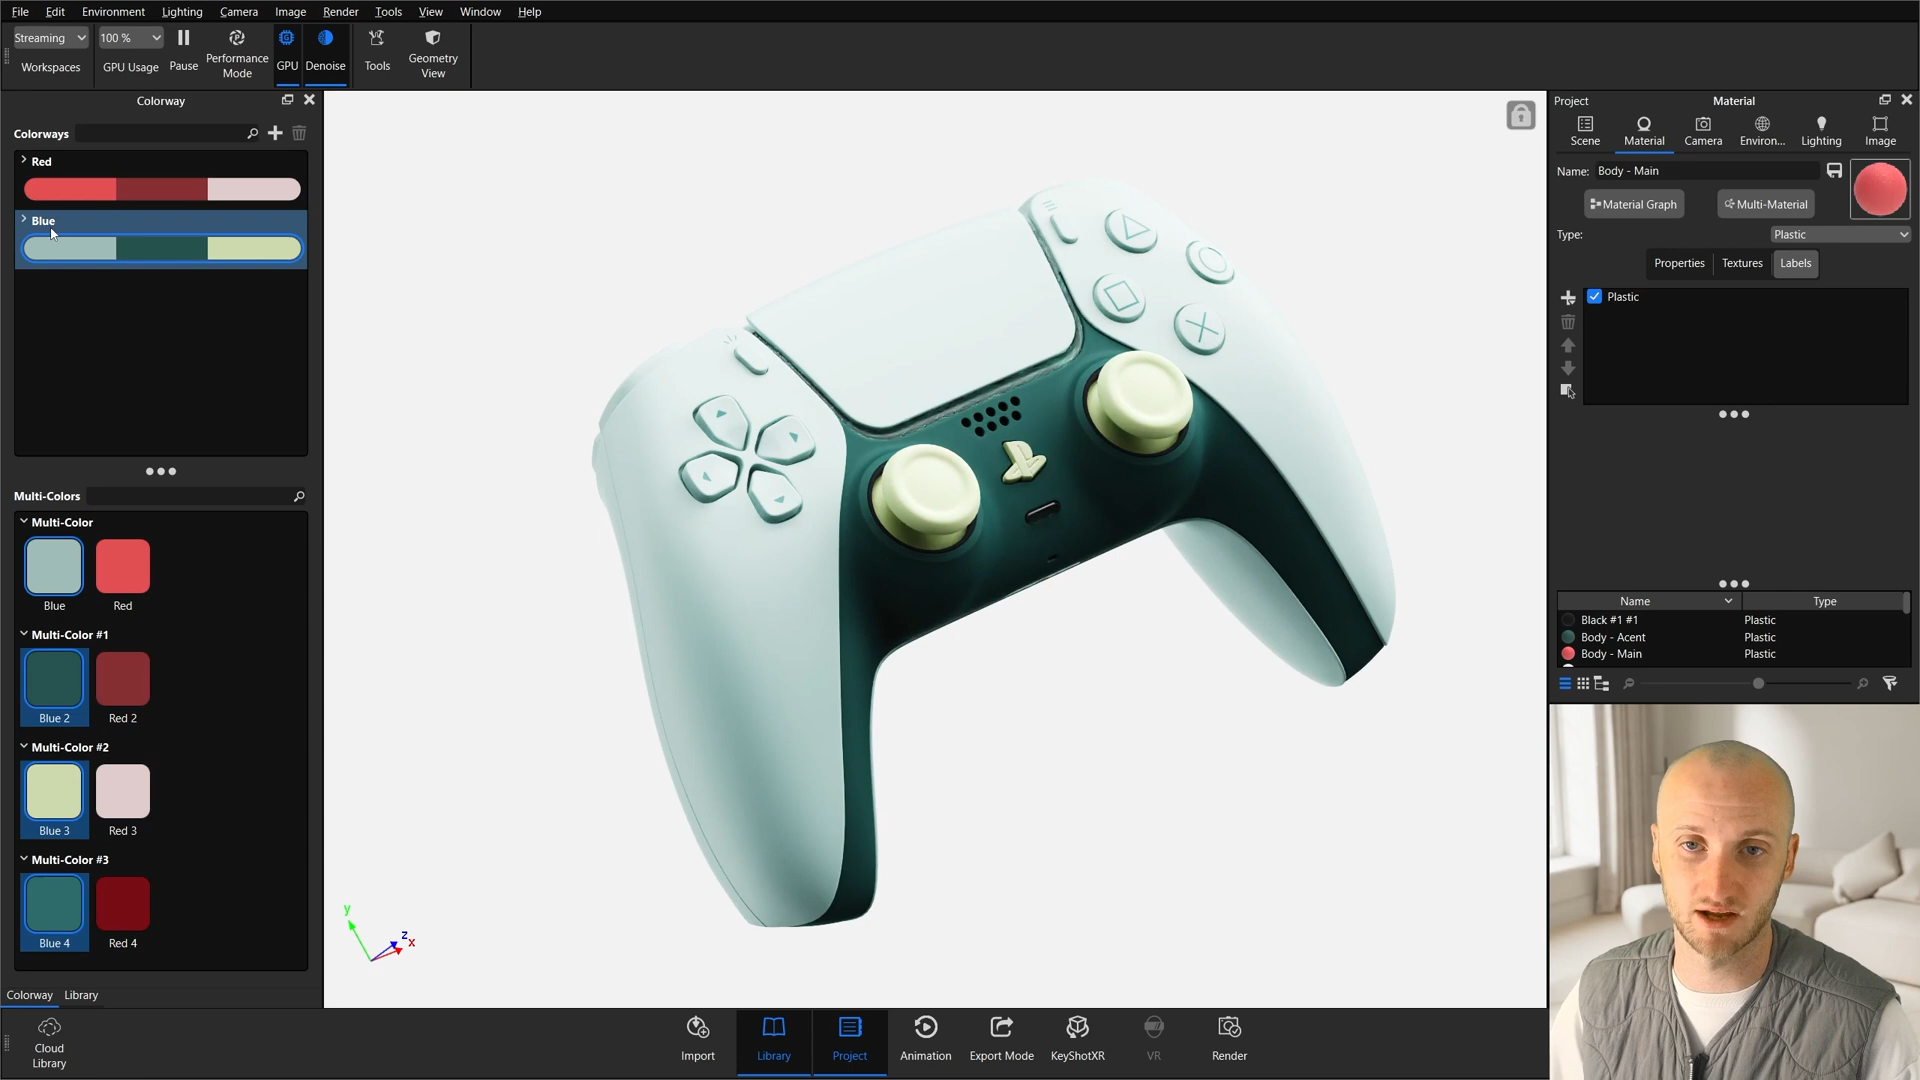 File Edit Environment Lighting Camera Image Render Tools View Window Help
Streaming 100 %
Workspaces GPU Usage Pause Performance Mode GPU Denoise Tools Geometry View
Colorway
Colorways
Red
Blue
Multi-Colors
Multi-Color
Blue Red
Multi-Color #1
Blue 2 Red 2
Multi-Color #2
Blue 3 Red 3
Multi-Color #3
Blue 4 Red 4
Colorway Library
Cloud Library
y
z
x
Import Library Project Animation Export Mode KeyShotXR VR Render
Project Material
Scene Material Camera Environ... Lighting Image
Name: Body - Main
Material Graph Multi-Material
Type: Plastic
Properties Textures Labels
Plastic
Name Type
Black #1 #1 Plastic
Body - Acent Plastic
Body - Main Plastic